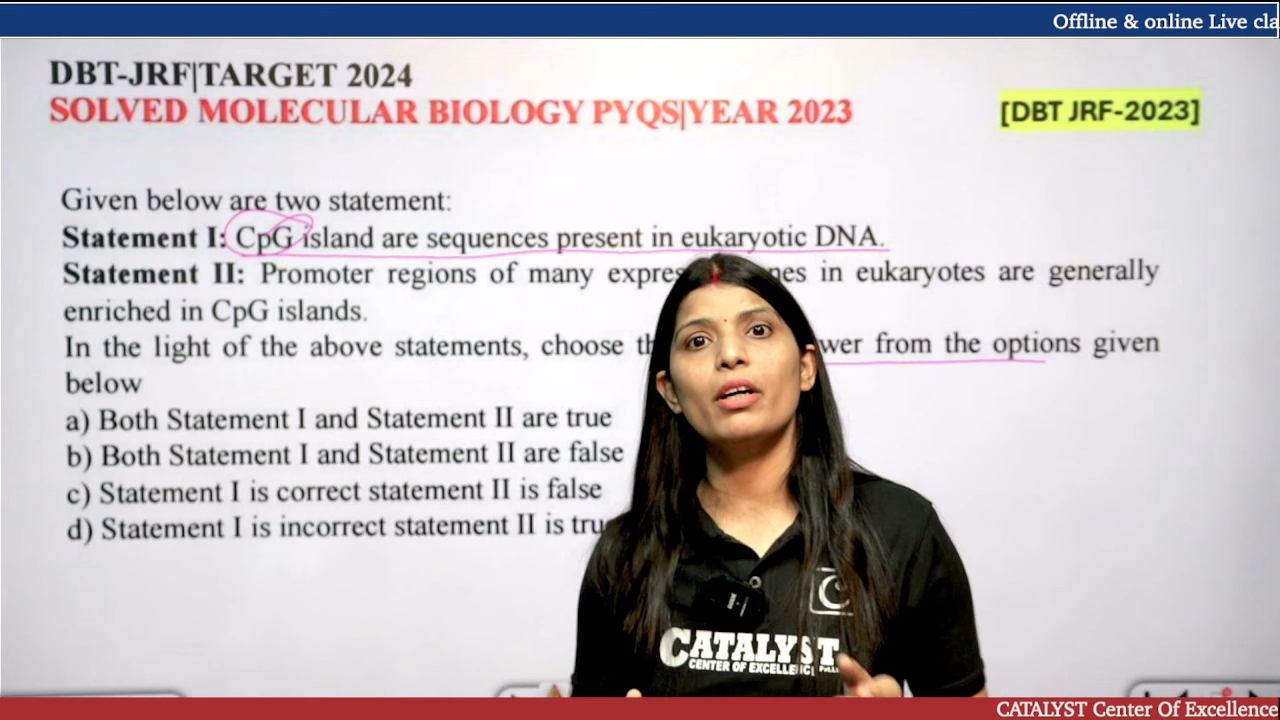 Offline & online Live cla
DBT-JRF|TARGET 2024
SOLVED MOLECULAR BIOLOGY PYQS|YEAR 2023
[DBT JRF-2023]
Given below are two statement:
Statement I: CpG island are sequences present in eukaryotic DNA.
Statement II: Promoter regions of many expre nes in eukaryotes are generally
enriched in CpG islands.
In the light of the above statements, choose th wer from the options given
below
a) Both Statement I and Statement II are true
b) Both Statement I and Statement II are false
c) Statement I is correct statement II is false
d) Statement I is incorrect statement II is tru
C
CATALYST
CENTER OF EXCELLENCE
CATALYST Center Of Excellence